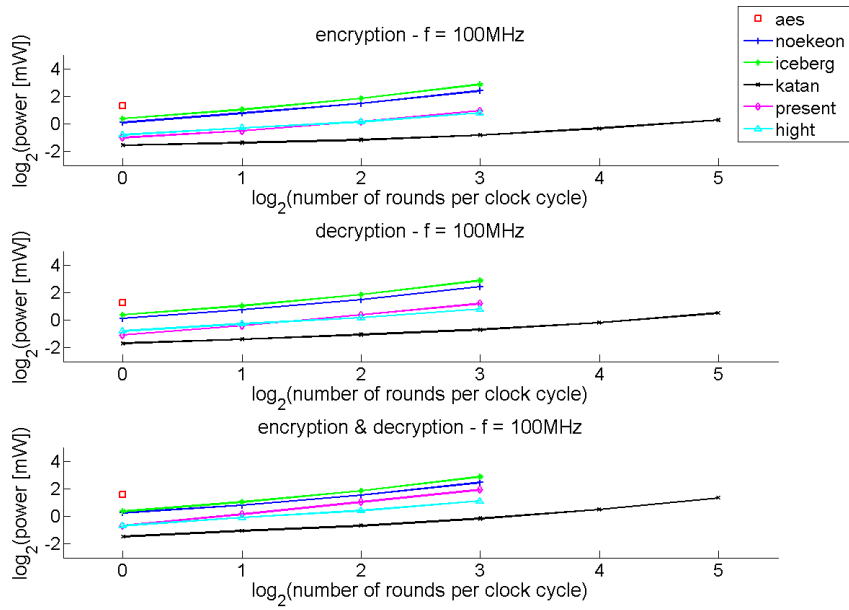 encryption - f = 100MHz
log2(power [mW])
4
2
0
-2
0 1 2 3 4 5
log2(number of rounds per clock cycle)
aes
noekeon
iceberg
katan
present
hight
decryption - f = 100MHz
log2(power [mW])
4
2
0
-2
0 1 2 3 4 5
log2(number of rounds per clock cycle)
encryption & decryption - f = 100MHz
log2(power [mW])
4
2
0
-2
0 1 2 3 4 5
log2(number of rounds per clock cycle)